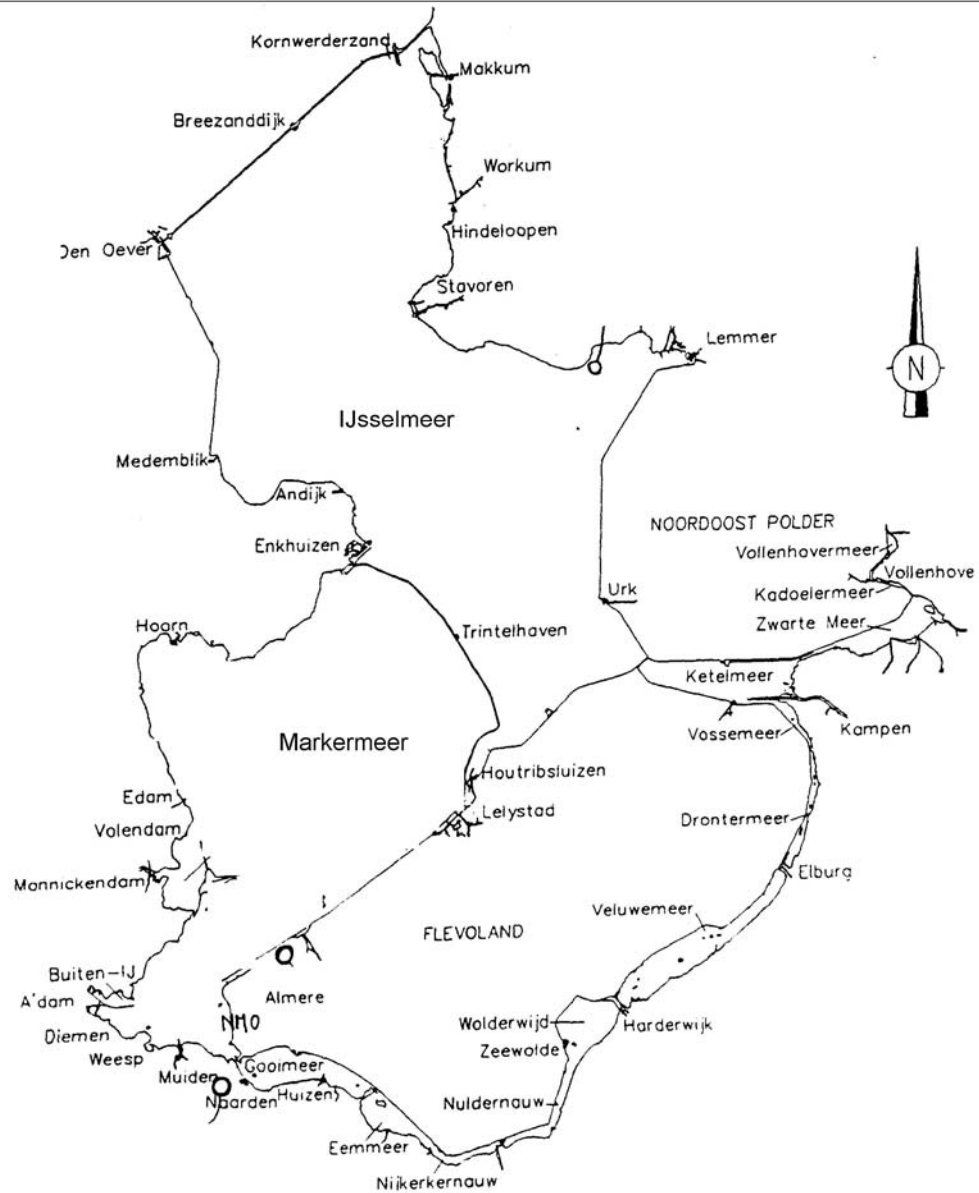 Kornwerderzand
Makkum
Breezanddijk
Workum
Hindeloopen
Den Oever
Stavoren
Lemmer
N
IJsselmeer
Medemblik
Andijk
NOORDOOST POLDER
Enkhuizen
Vollenhovermeer
Vollenhove
Kadoelermeer
Urk
Zwarte Meer
Hoorn
Trintelhaven
Ketelmeer
Markermeer
Vossemeer
Kampen
Houtribsluizen
Edam
Lelystad
Drontermeer
Volendam
Monnickendam
Elburg
Veluwemeer
FLEVOLAND
Buiten-IJ
A'dam
Almere
NMO
Wolderwijd
Harderwijk
Diemen
Zeewolde
Weesp
Muiden
Gooimeer
Naarden
Huizen
Nuldernauw
Eemmeer
Nijkerkernauw